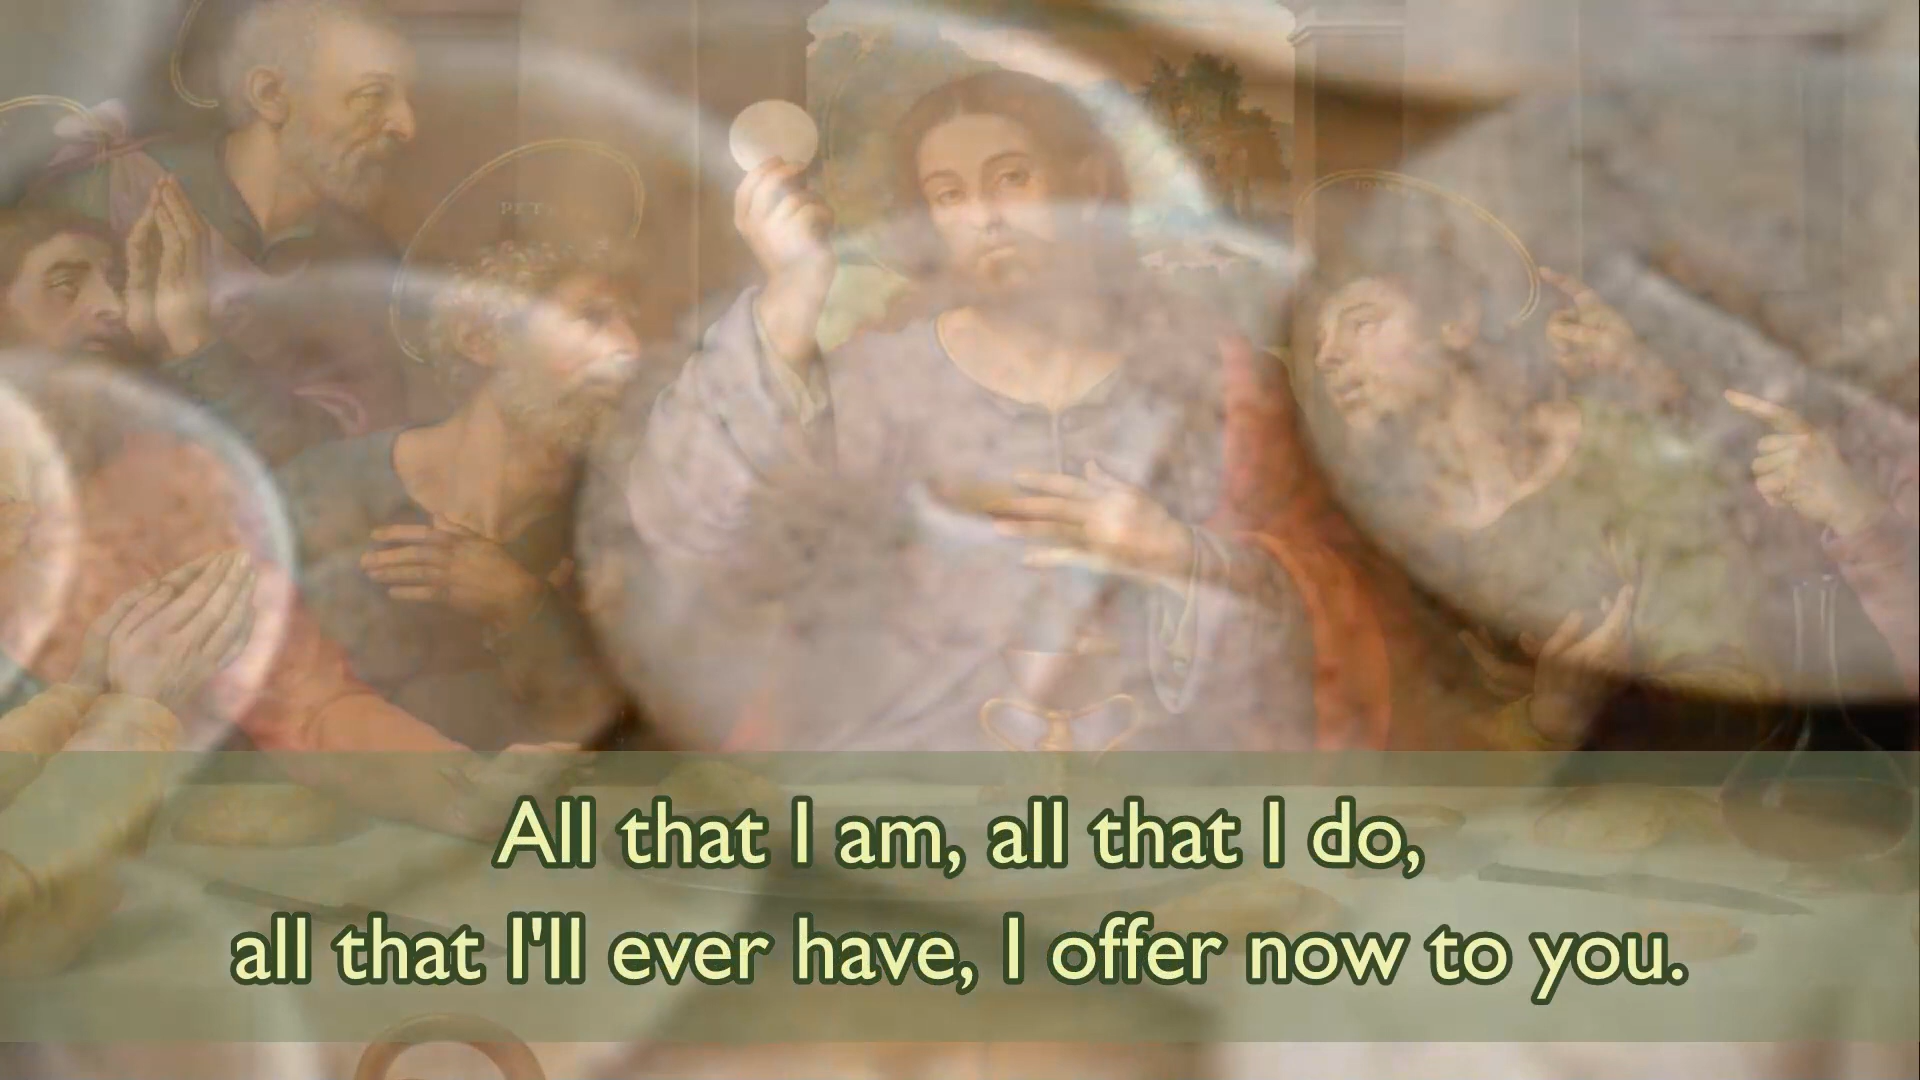 All that I am, all that I do,
all that I'll ever have, I offer now to you.